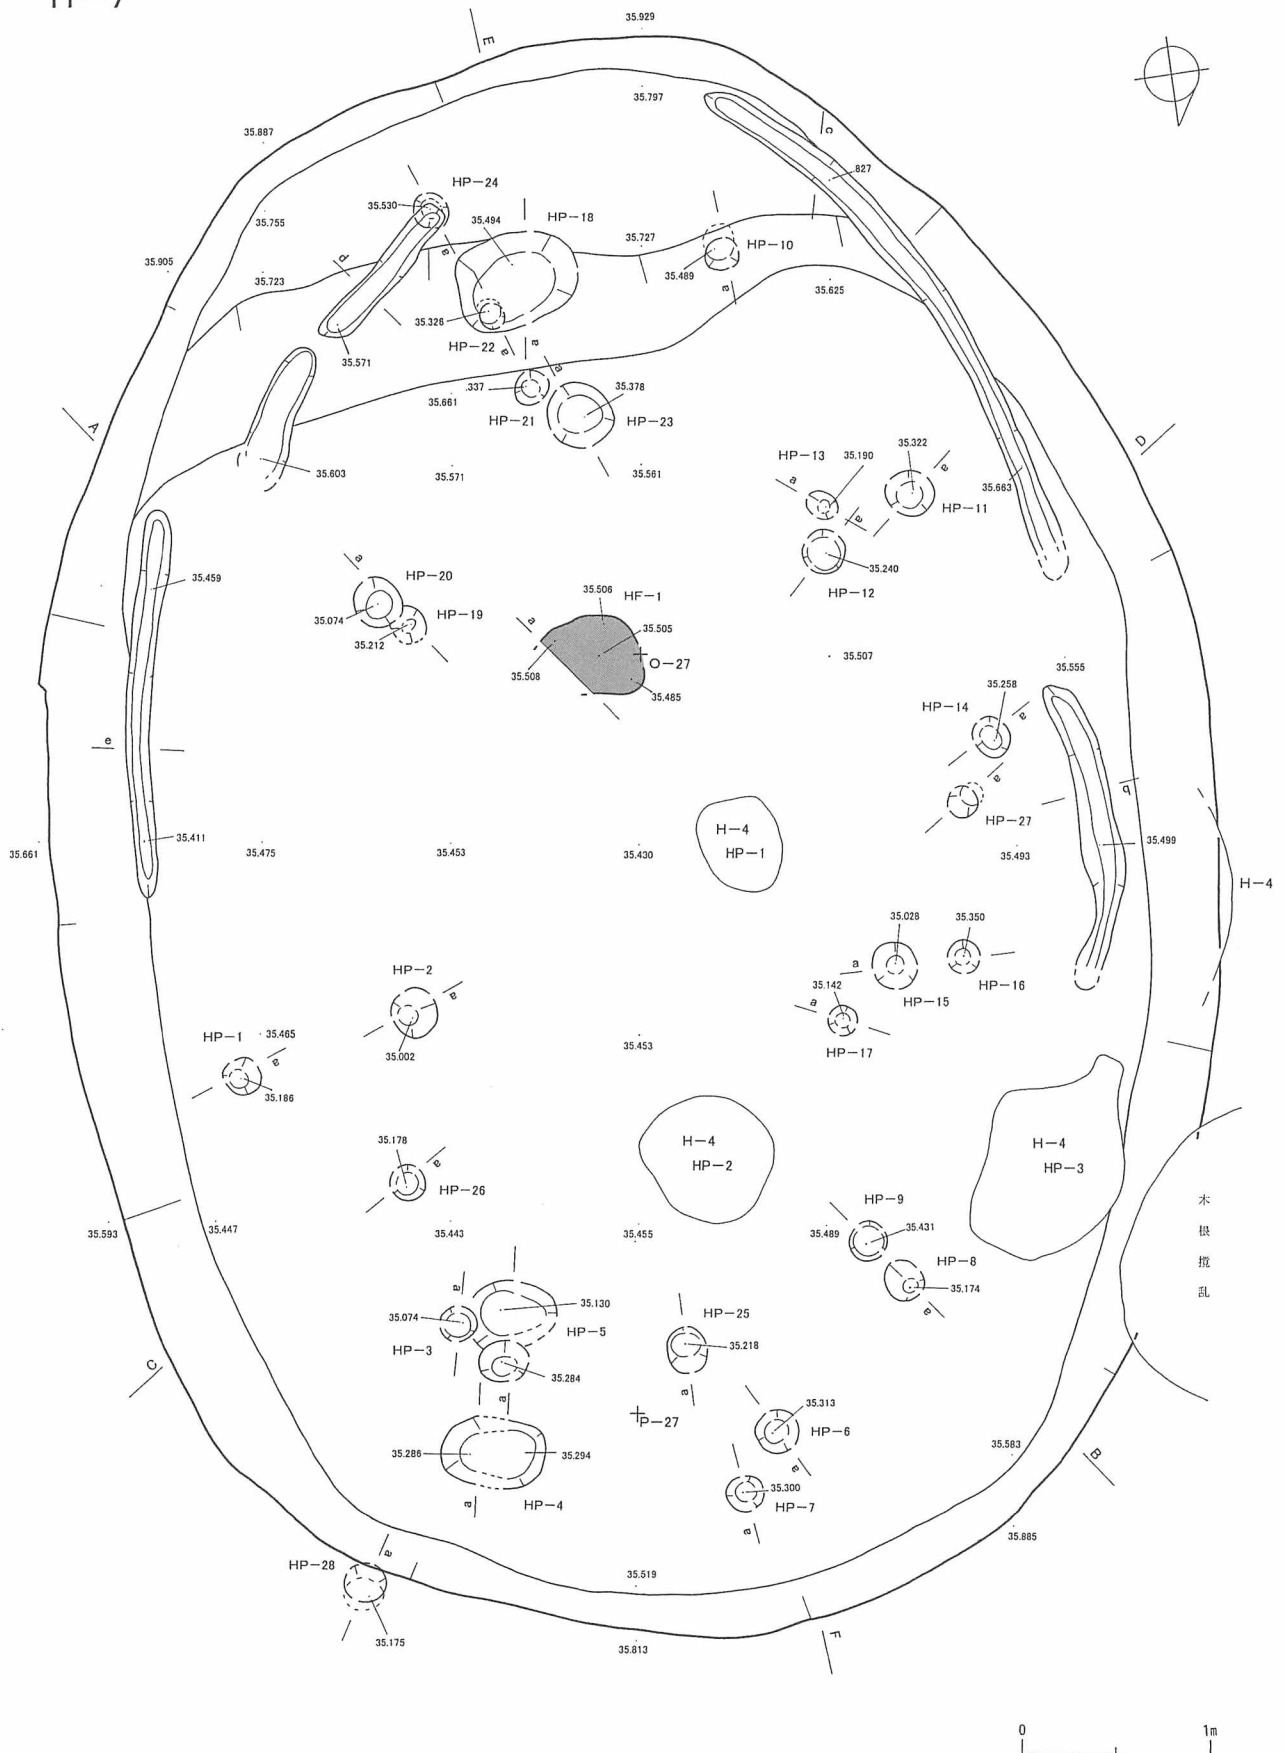 35.929
E
35.797
c
35.887
.827
HP-24
35.530
35.494
HP-18
35.755
35.727
HP-10
35.905
d
a
35.489
35.723
a
35.625
35.326
HP-22
a
a
35.571
a
.337
35.378
35.661
HP-21
HP-23
A
D
35.322
HP-13
35.190
a
35.603
35.571
35.561
a
35.663
HP-11
a
35.240
a
HP-20
35.459
35.506
HF-1
HP-12
HP-19
35.074
a
35.505
35.212
O-27
35.507
35.555
35.508
35.258
35.485
HP-14
a
e
a
b
HP-27
H-4
35.411
HP-1
35.499
35.661
35.475
35.453
35.430
35.493
H-4
35.028
35.350
HP-2
a
a
35.142
HP-16
a
HP-15
HP-1
35.465
35.453
a
35.002
HP-17
35.186
35.178
H-4
H-4
a
HP-2
HP-3
HP-26
HP-9
木
根
撹
乱
35.593
35.447
35.443
35.455
35.489
35.431
HP-8
a
35.174
35.130
a
35.074
HP-25
HP-5
HP-3
35.218
C
35.284
a
a
35.313
P-27
HP-6
35.286
35.294
35.583
B
a
35.300
a
HP-4
HP-7
a
35.885
a
HP-28
35.519
F
35.175
35.813
0
1m